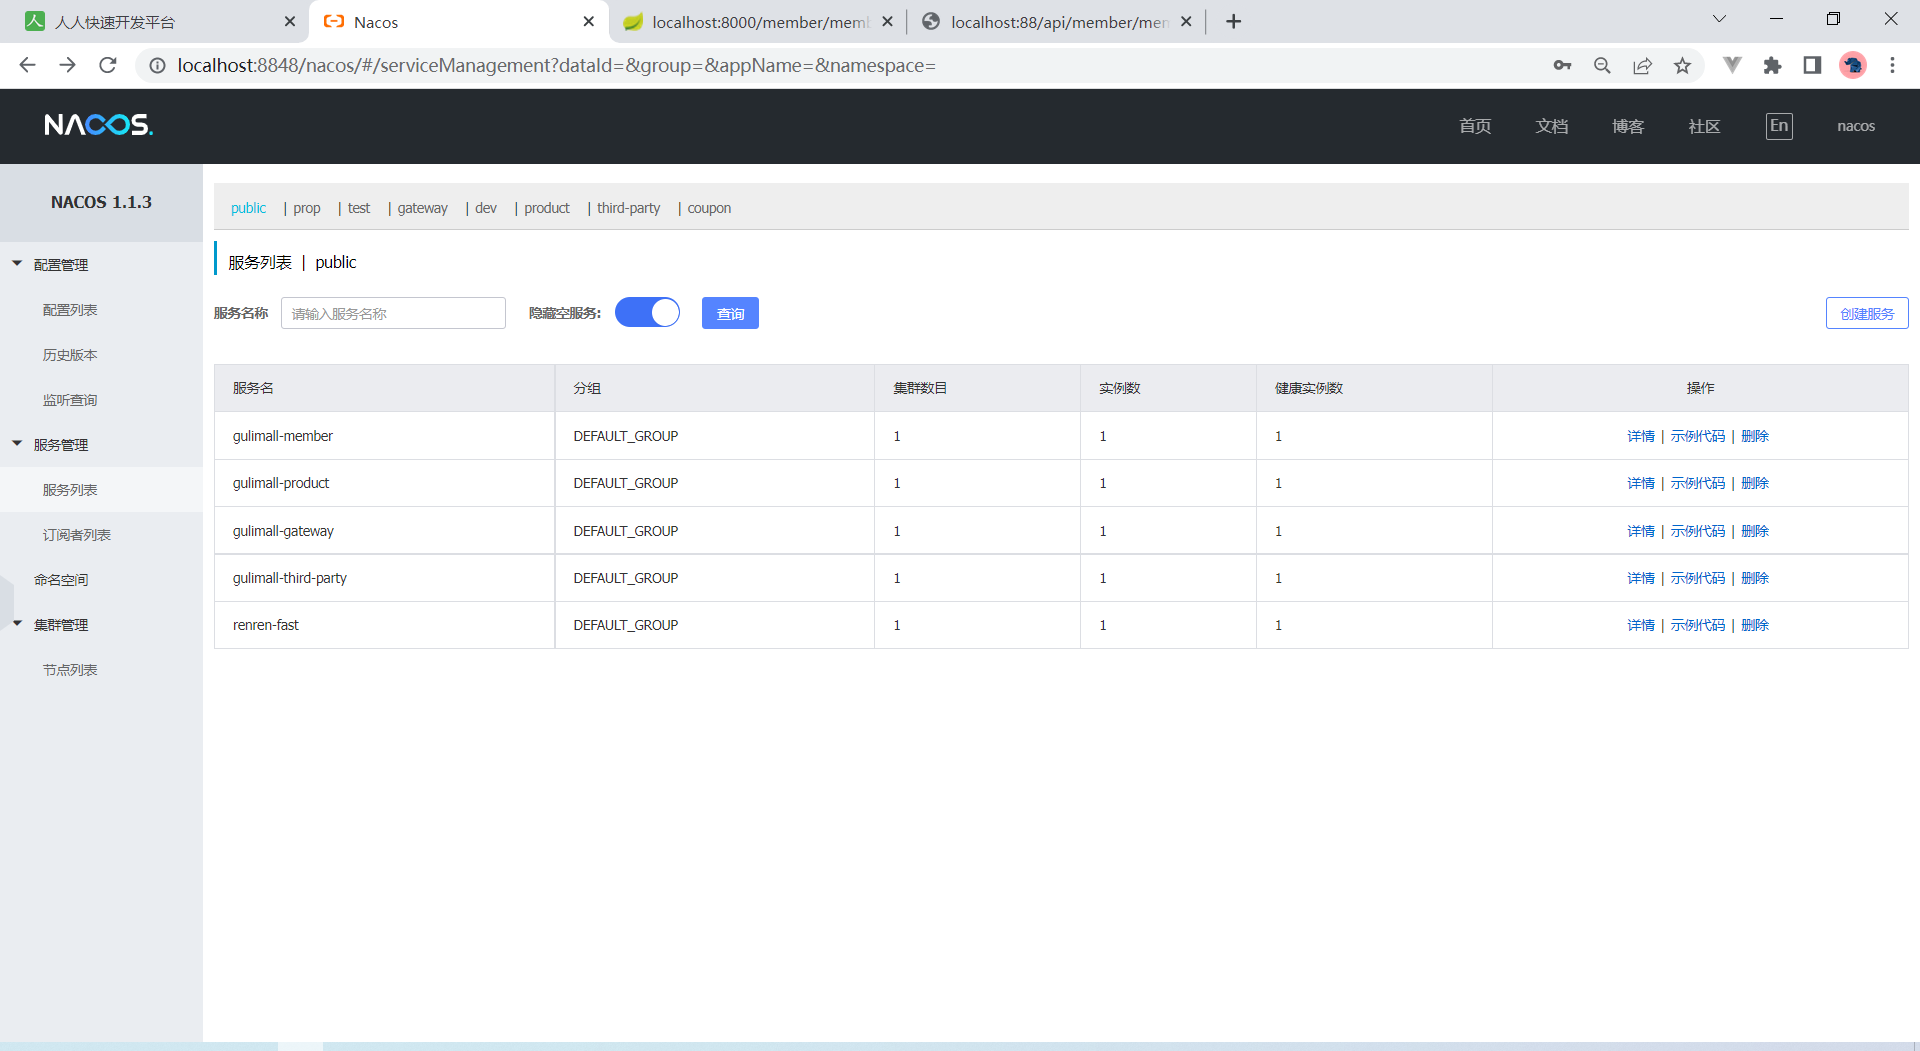 人人快速开发平台
Nacos
localhost:8000/member/memb
localhost:88/api/member/mem
localhost:8848/nacos/#/serviceManagement?dataId=&group=&appName=&namespace=
NACOS.
首页 文档 博客 社区 En nacos
NACOS 1.1.3
配置管理
配置列表
历史版本
监听查询
服务管理
服务列表
订阅者列表
命名空间
集群管理
节点列表
public | prop | test | gateway | dev | product | third-party | coupon
服务列表 | public
服务名称 请输入服务名称 隐藏空服务: 查询 创建服务
服务名 分组 集群数目 实例数 健康实例数 操作
gulimall-member DEFAULT_GROUP 1 1 1 详情 | 示例代码 | 删除
gulimall-product DEFAULT_GROUP 1 1 1 详情 | 示例代码 | 删除
gulimall-gateway DEFAULT_GROUP 1 1 1 详情 | 示例代码 | 删除
gulimall-third-party DEFAULT_GROUP 1 1 1 详情 | 示例代码 | 删除
renren-fast DEFAULT_GROUP 1 1 1 详情 | 示例代码 | 删除